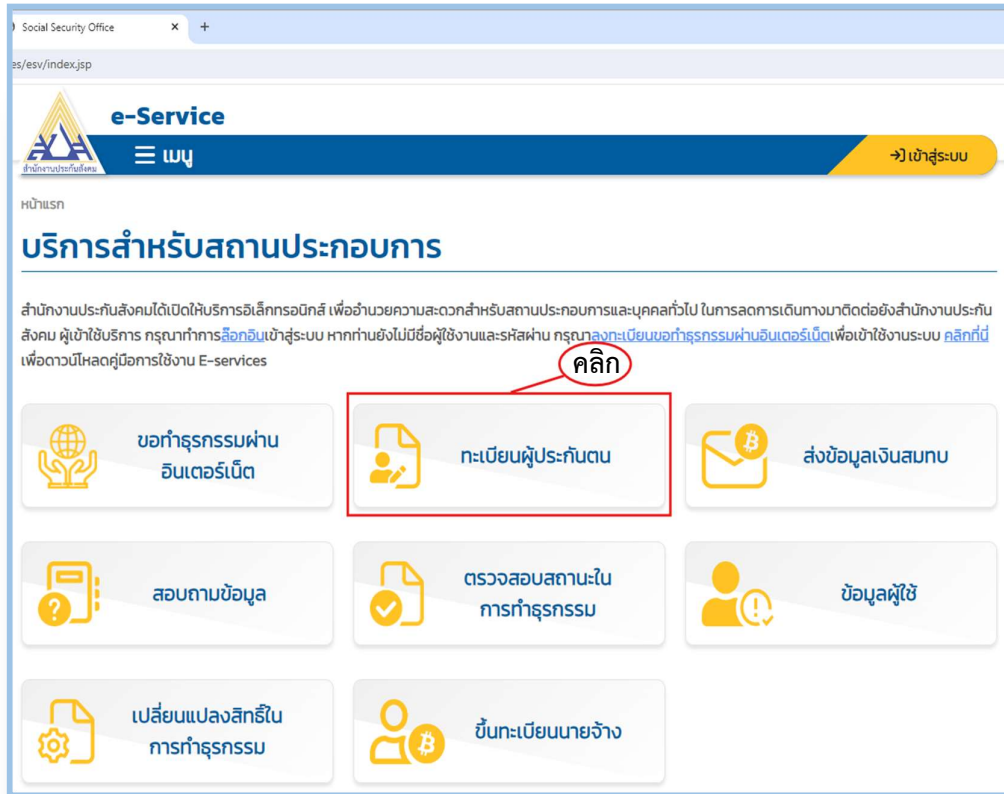 Social Security Office
es/esv/index.jsp
e-Service
สำนักงานประกันสังคม
เมนู
เข้าสู่ระบบ
หน้าแรก
บริการสำหรับสถานประกอบการ
สำนักงานประกันสังคมได้เปิดให้บริการอิเล็กทรอนิกส์ เพื่ออำนวยความสะดวกสำหรับสถานประกอบการและบุคคลทั่วไป ในการลดการเดินทางมาติดต่อยังสำนักงานประกัน
สังคม ผู้เข้าใช้บริการ กรุณาทำการล็อกอินเข้าสู่ระบบ หากท่านยังไม่มีชื่อผู้ใช้งานและรหัสผ่าน กรุณาลงทะเบียนขอทำธุรกรรมผ่านอินเตอร์เน็ตเพื่อเข้าใช้งานระบบ คลิกที่นี่
เพื่อดาวน์โหลดคู่มือการใช้งาน E-services
คลิก
ขอทำธุรกรรมผ่าน
อินเตอร์เน็ต
ทะเบียนผู้ประกันตน
ส่งข้อมูลเงินสมทบ
สอบถามข้อมูล
ตรวจสอบสถานะใน
การทำธุรกรรม
ข้อมูลผู้ใช้
เปลี่ยนแปลงสิทธิ์ใน
การทำธุรกรรม
ขึ้นทะเบียนนายจ้าง